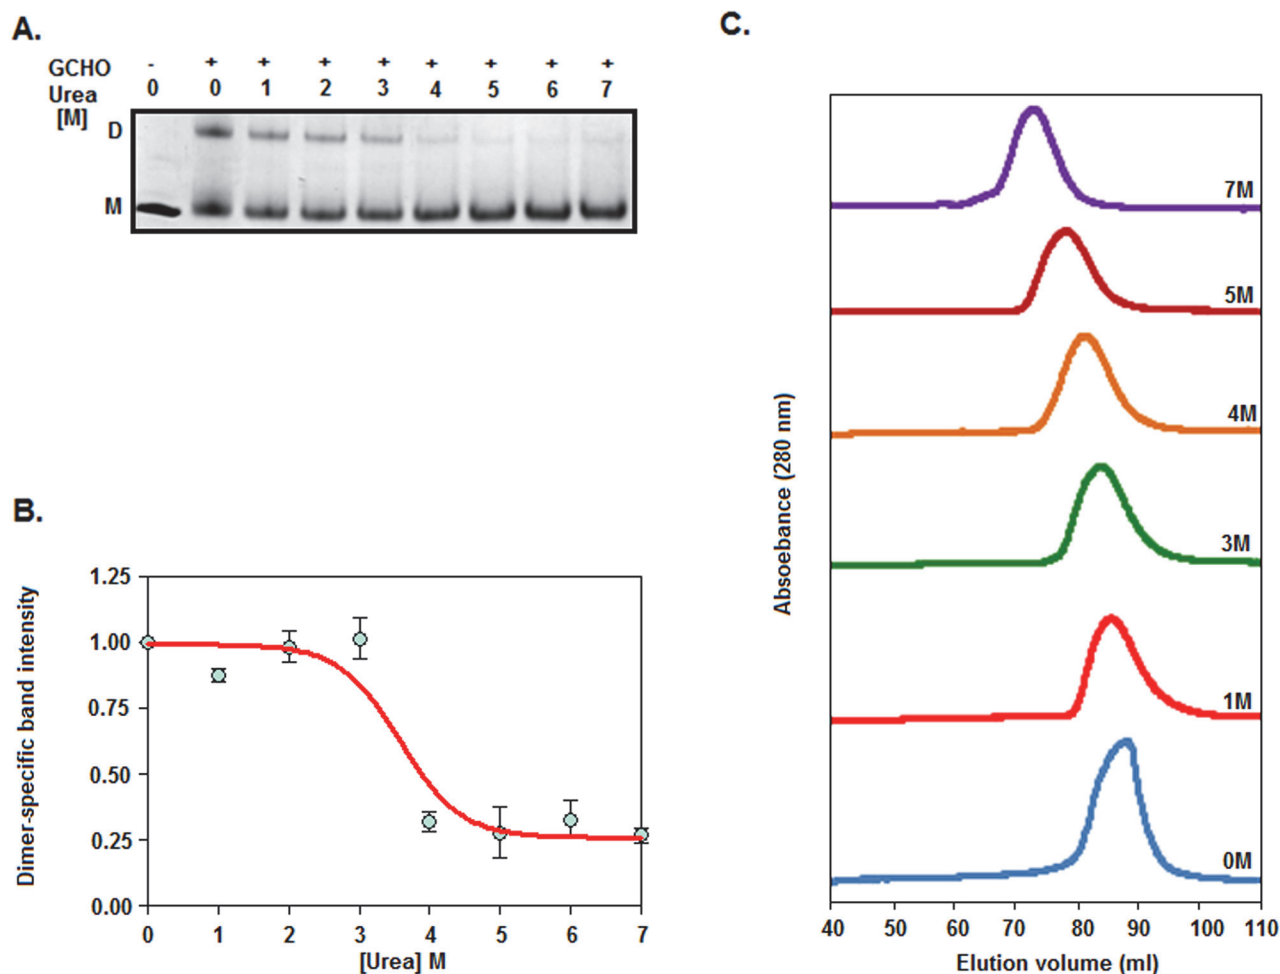 A.
GCHO - + + + + + + + +
Urea 0 0 1 2 3 4 5 6 7
[M]
D
M
B.
Dimer-specific band intensity
1.25
1.00
0.75
0.50
0.25
0.00
0 1 2 3 4 5 6 7
[Urea] M
C.
Absoebance (280 nm)
7M
5M
4M
3M
1M
0M
40 50 60 70 80 90 100 110
Elution volume (ml)